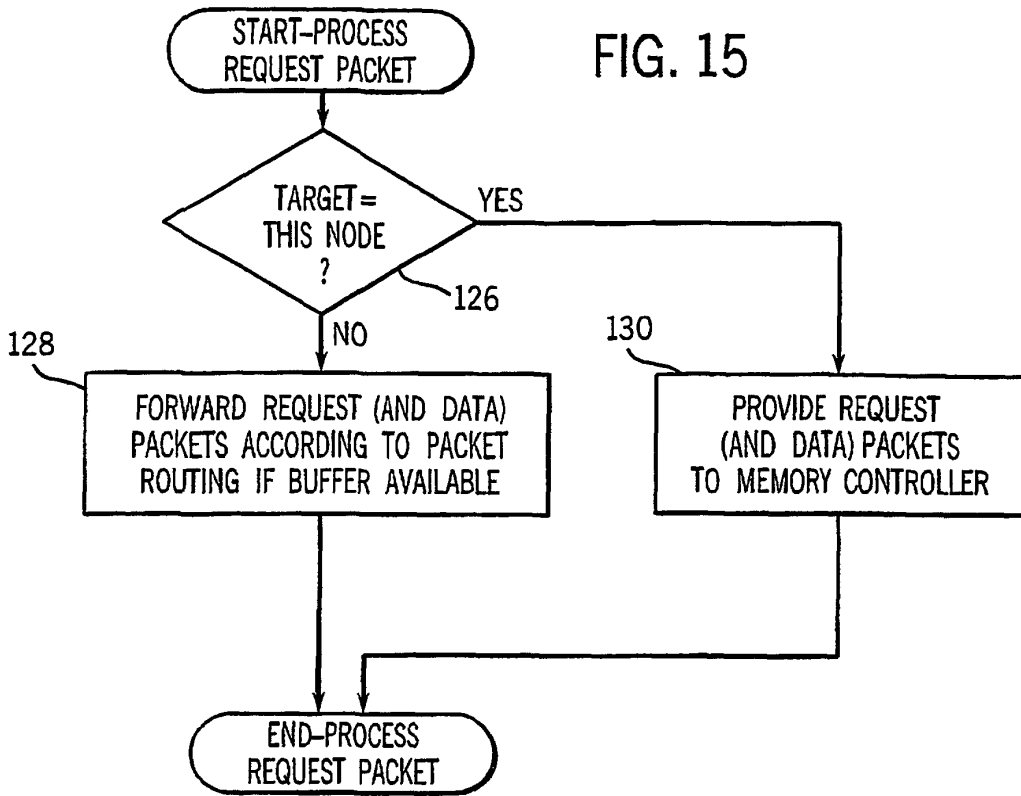 START-PROCESS
REQUEST PACKET
FIG. 15
TARGET=
THIS NODE
?
YES
126
NO
128
FORWARD REQUEST (AND DATA)
PACKETS ACCORDING TO PACKET
ROUTING IF BUFFER AVAILABLE
130
PROVIDE REQUEST
(AND DATA) PACKETS
TO MEMORY CONTROLLER
END-PROCESS
REQUEST PACKET